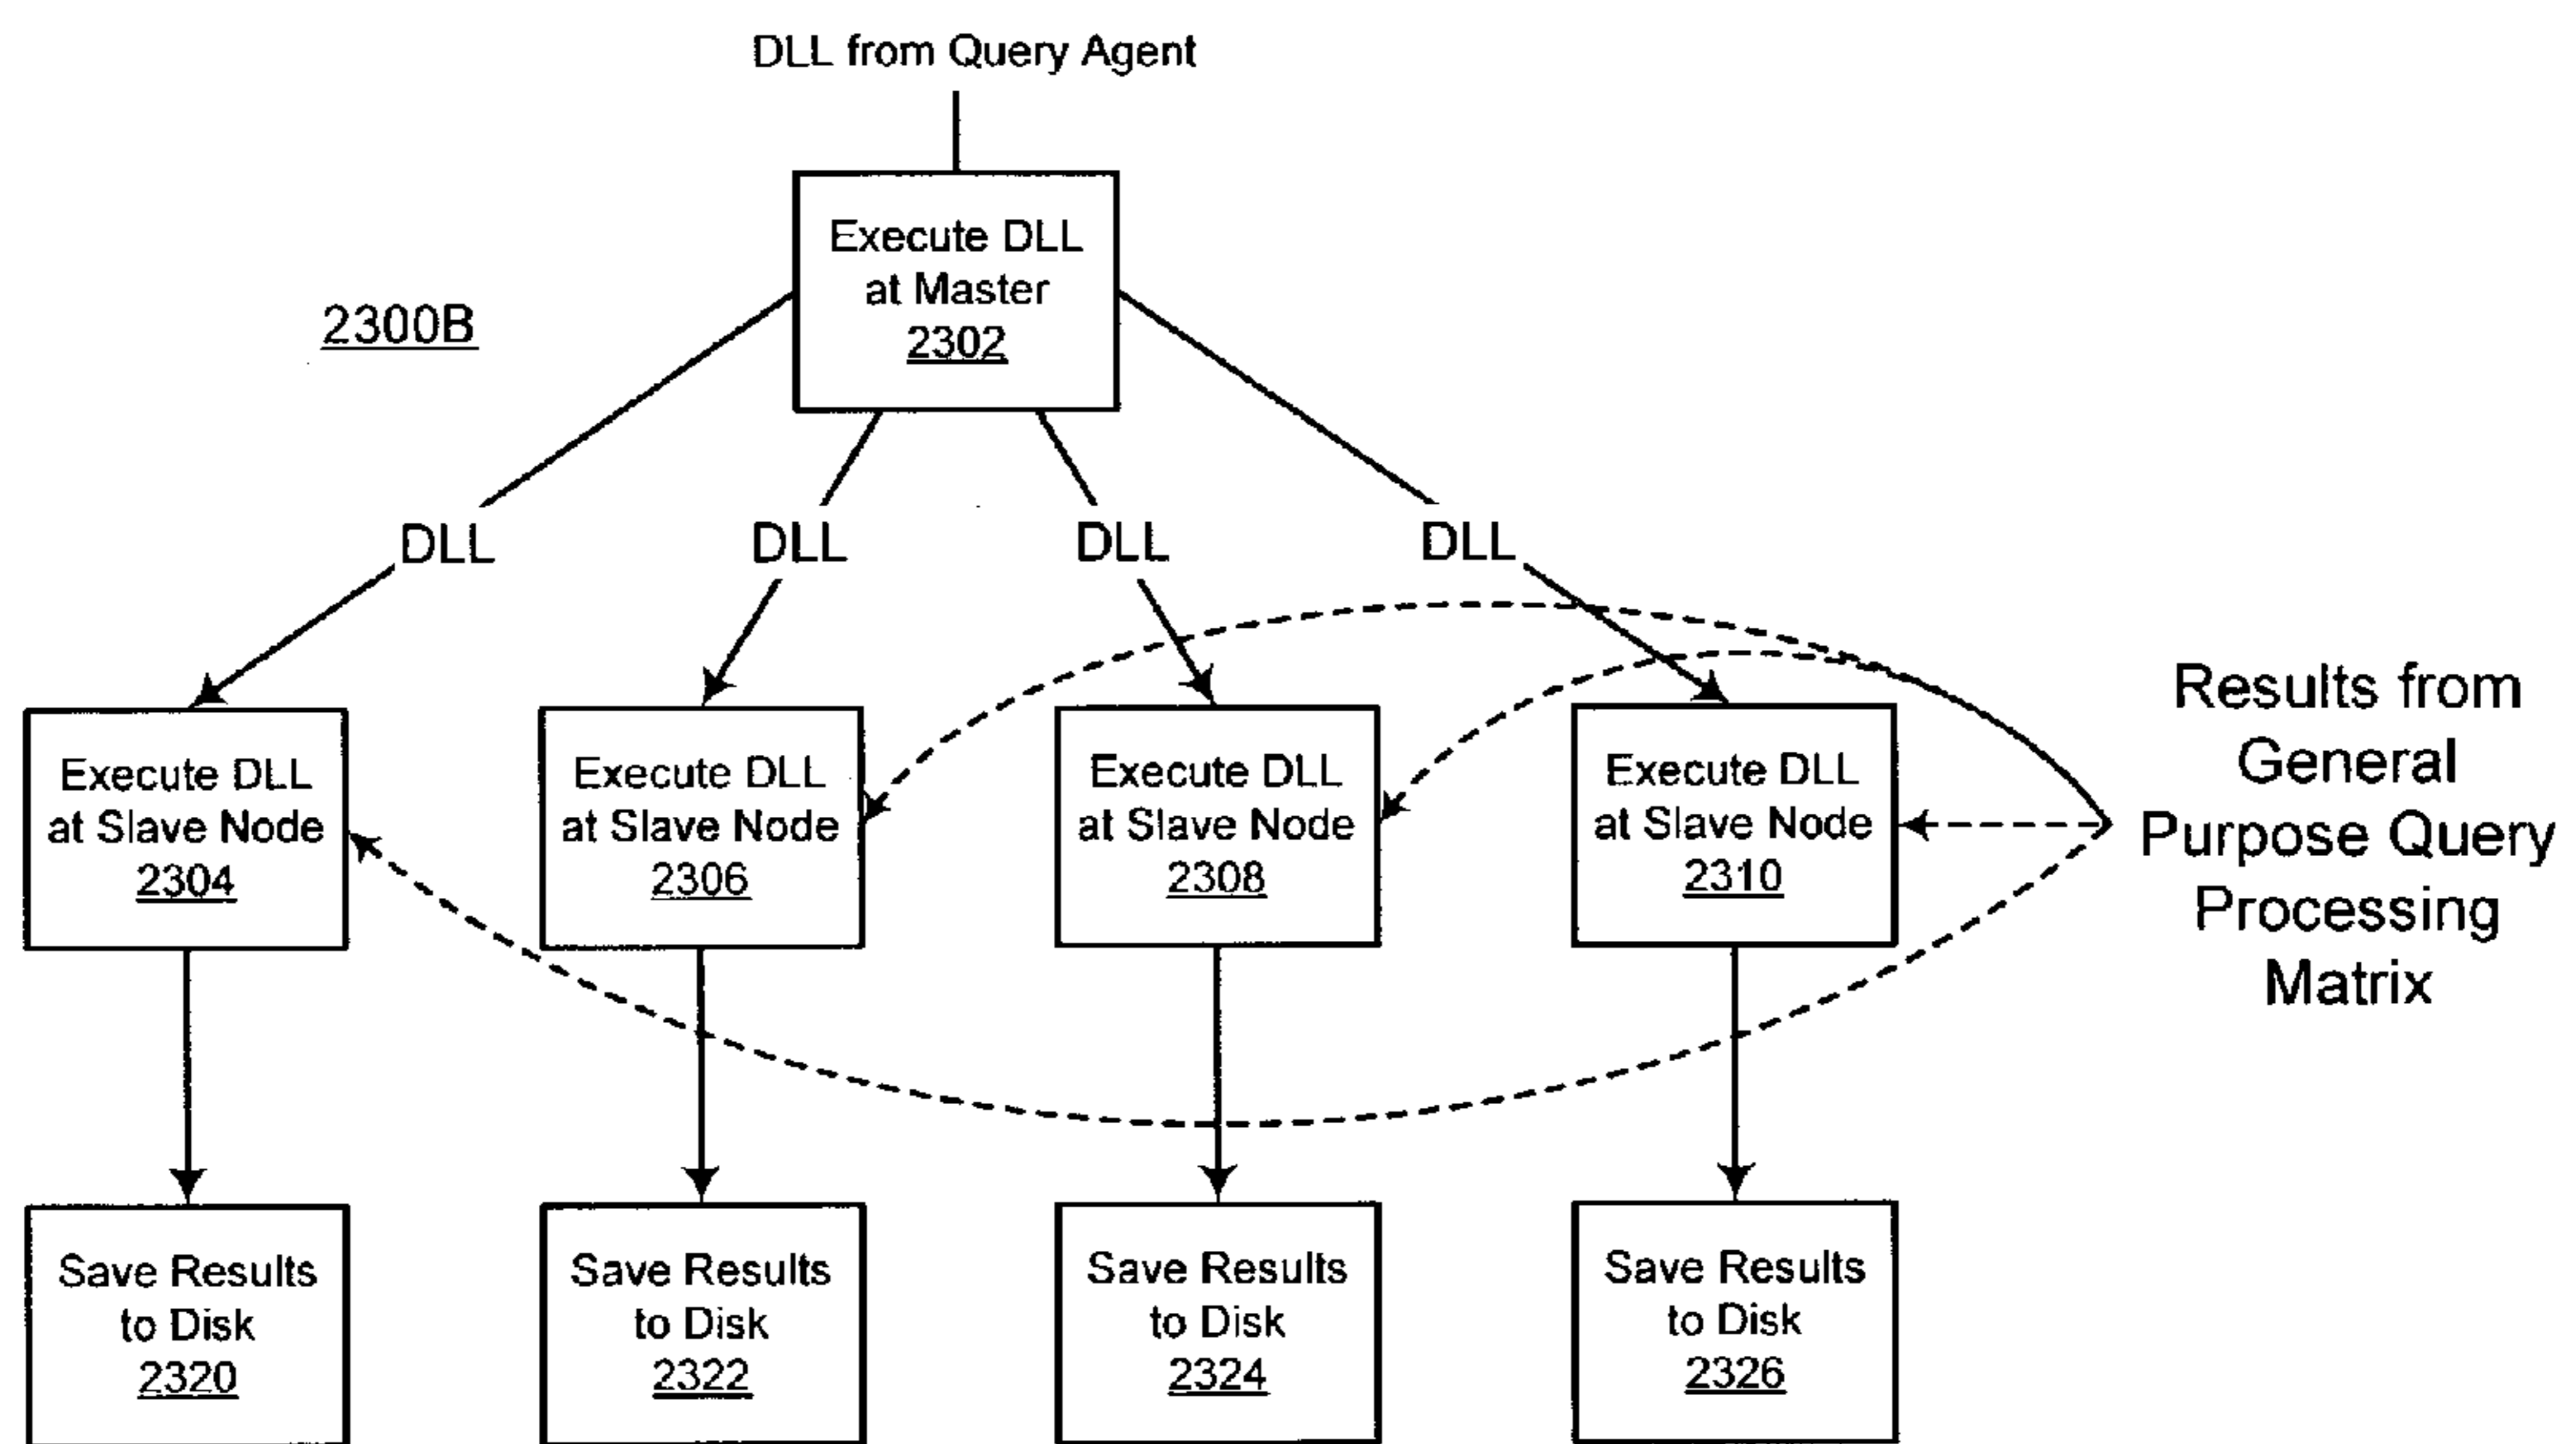 DLL from Query Agent
Execute DLL
at Master
2302
2300B
DLL
DLL
DLL
DLL
Execute DLL
at Slave Node
2304
Execute DLL
at Slave Node
2306
Execute DLL
at Slave Node
2308
Execute DLL
at Slave Node
2310
Results from
General
Purpose Query
Processing
Matrix
Save Results
to Disk
2320
Save Results
to Disk
2322
Save Results
to Disk
2324
Save Results
to Disk
2326